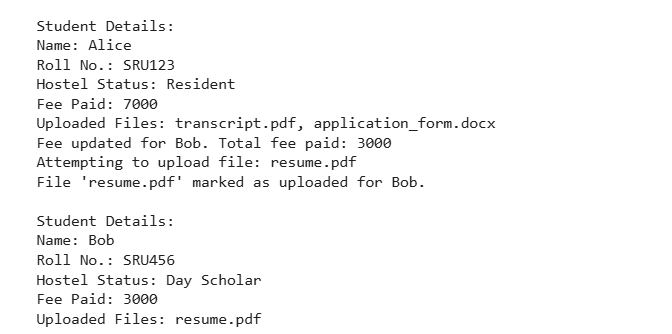 Student Details:
Name: Alice
Roll No.: SRU123
Hostel Status: Resident
Fee Paid: 7000
Uploaded Files: transcript.pdf, application_form.docx
Fee updated for Bob. Total fee paid: 3000
Attempting to upload file: resume.pdf
File 'resume.pdf' marked as uploaded for Bob.

Student Details:
Name: Bob
Roll No.: SRU456
Hostel Status: Day Scholar
Fee Paid: 3000
Uploaded Files: resume.pdf